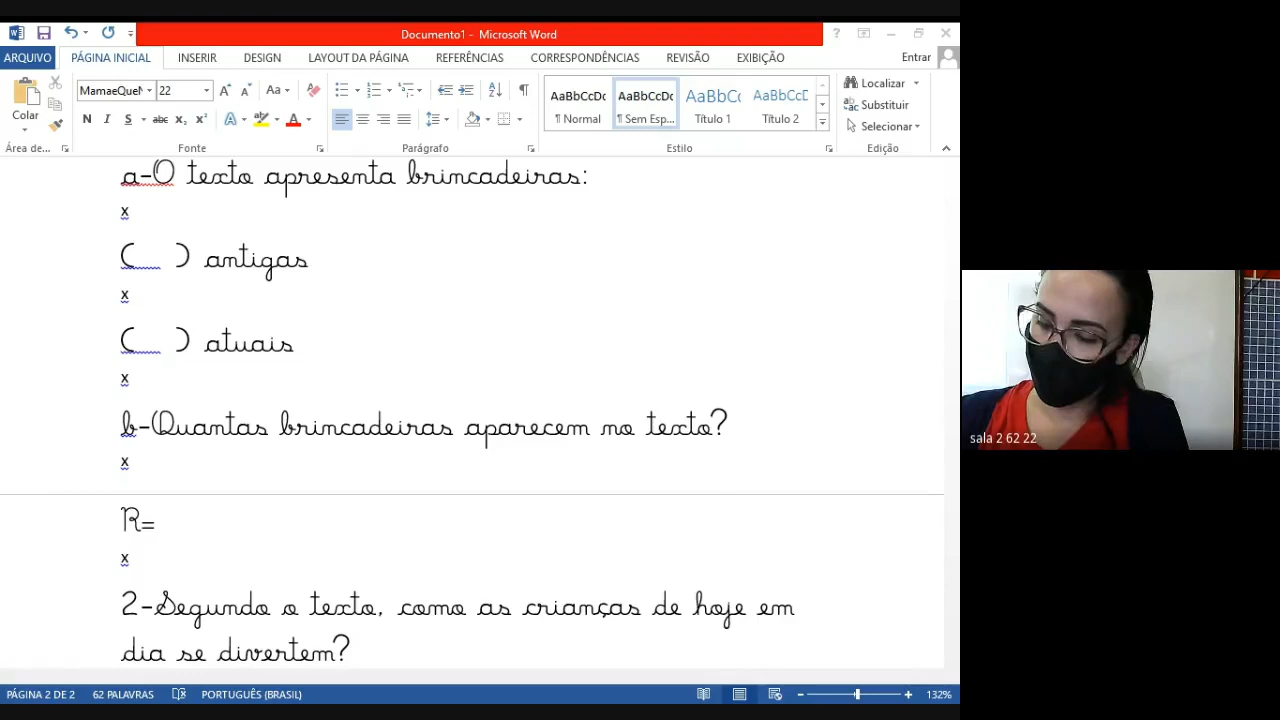 Documento1 - Microsoft Word
ARQUIVO PÁGINA INICIAL INSERIR DESIGN LAYOUT DA PÁGINA REFERÊNCIAS CORRESPONDÊNCIAS REVISÃO EXIBIÇÃO Entrar
MamaeQueN 22 Aa AaBbCcDc AaBbCcDc AaBbCc AaBbCcD Localizar
Colar N I S abc x₂ x² A A ¶ Normal ¶ Sem Esp... Título 1 Título 2 Substituir
Selecionar
Área de... Fonte Parágrafo Estilo Edição
a-O texto apresenta brincadeiras:
x
( ) antigas
x
( ) atuais
x
b-Quantas brincadeiras aparecem no texto?
x
R=
x
2-Segundo o texto, como as crianças de hoje em
dia se divertem?
sala 2 62 22
PÁGINA 2 DE 2 62 PALAVRAS PORTUGUÊS (BRASIL) 132%